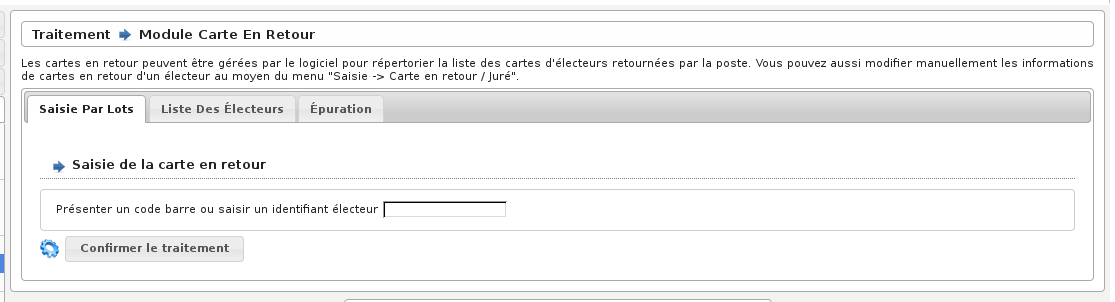 Traitement Module Carte En Retour
Les cartes en retour peuvent être gérées par le logiciel pour répertorier la liste des cartes d'électeurs retournées par la poste. Vous pouvez aussi modifier manuellement les informations
de cartes en retour d'un électeur au moyen du menu "Saisie -> Carte en retour / Juré".
Saisie Par Lots Liste Des Électeurs Épuration
Saisie de la carte en retour
Présenter un code barre ou saisir un identifiant électeur
Confirmer le traitement